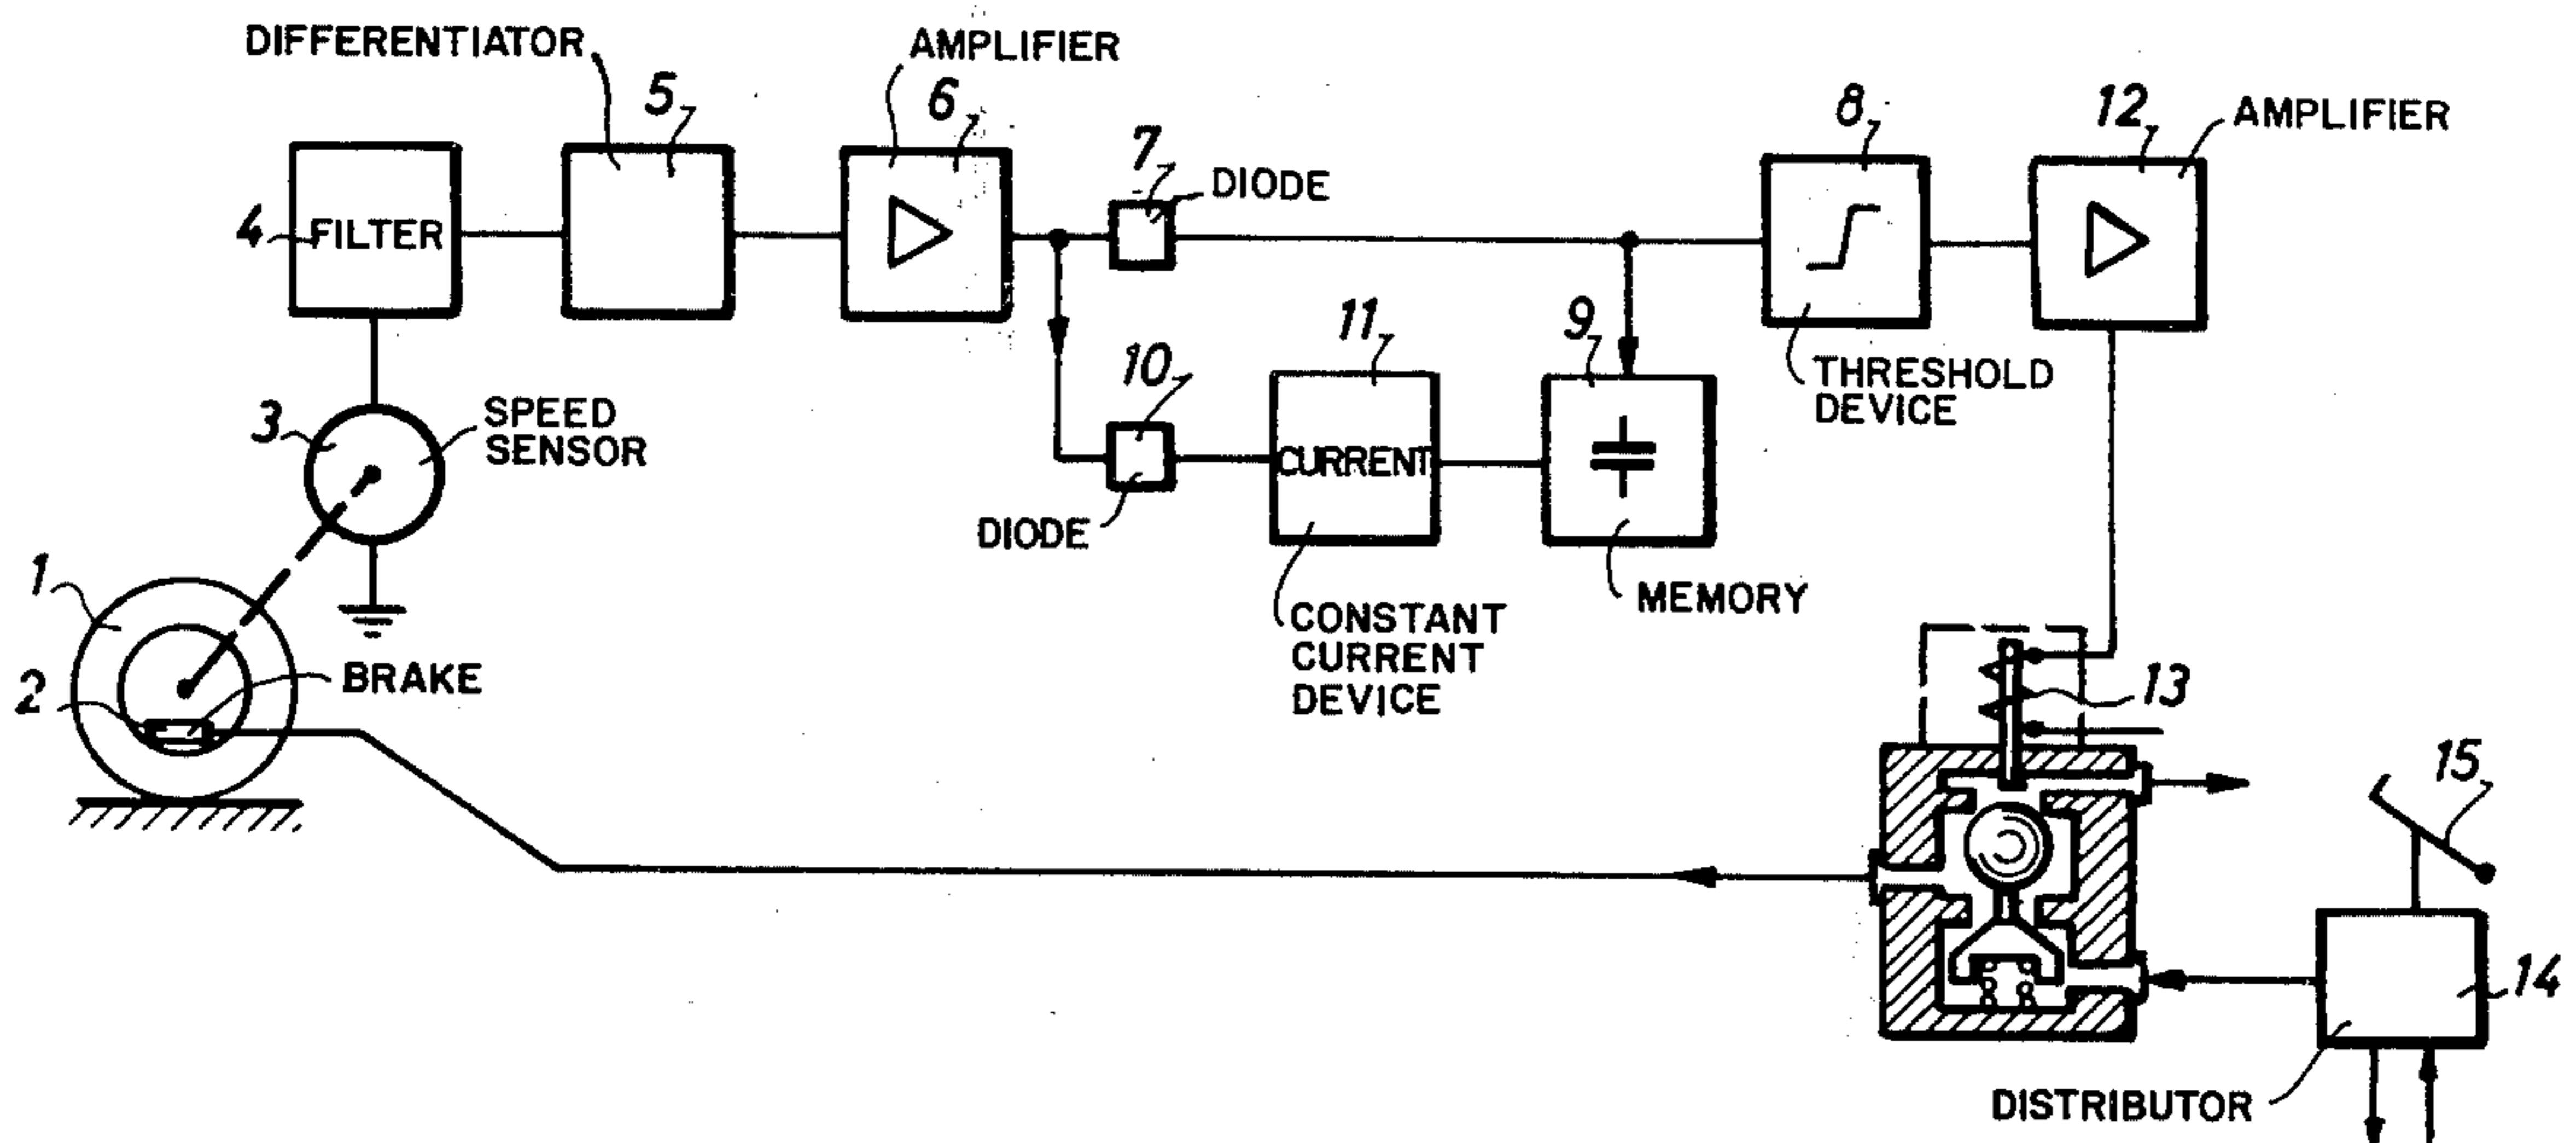 DIFFERENTIATOR
AMPLIFIER
5
6
7
DIODE
8
12
AMPLIFIER
4
FILTER
3
SPEED
SENSOR
10
DIODE
11
CURRENT
CONSTANT
CURRENT
DEVICE
9
MEMORY
THRESHOLD
DEVICE
1
2
BRAKE
13
15
14
DISTRIBUTOR